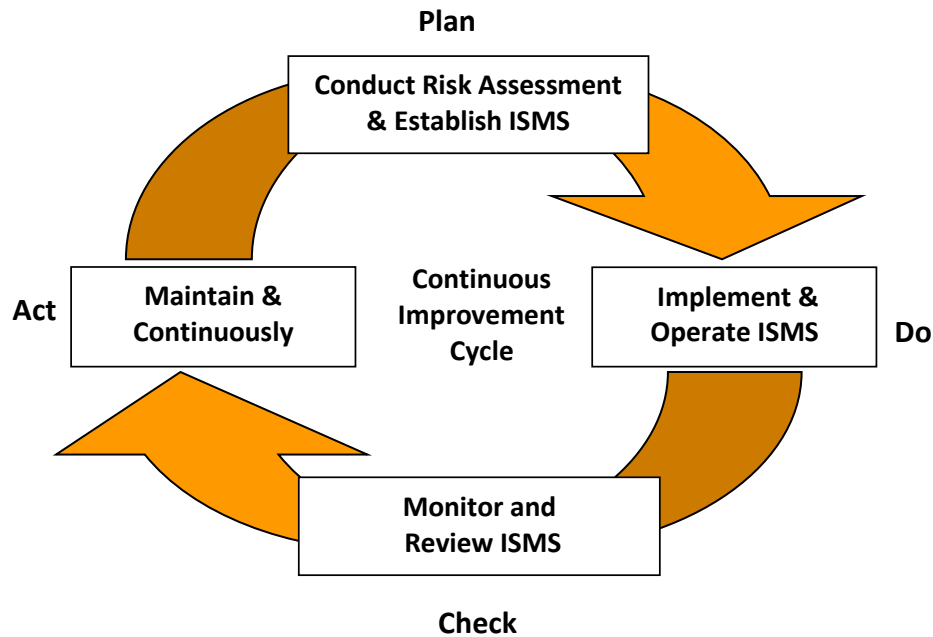 Plan
Conduct Risk Assessment
& Establish ISMS
Act
Maintain &
Continuously
Continuous
Improvement
Cycle
Implement &
Operate ISMS
Do
Monitor and
Review ISMS
Check